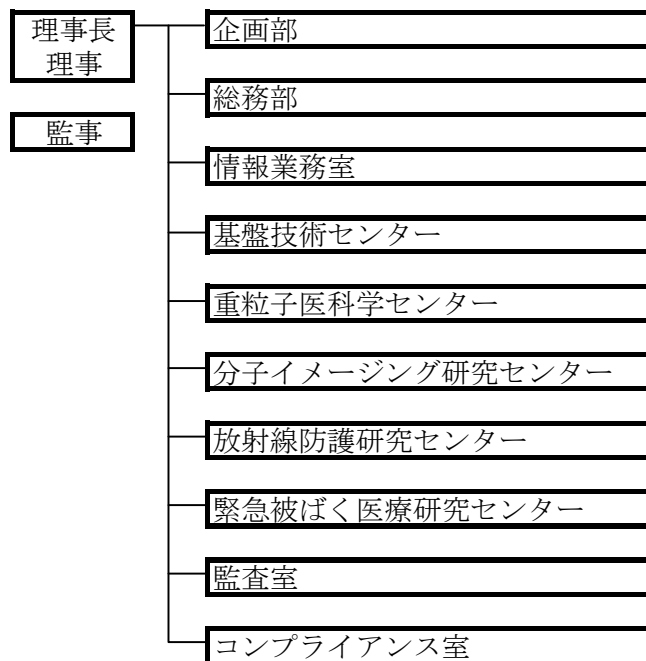 理事長
理事
監事
企画部
総務部
情報業務室
基盤技術センター
重粒子医科学センター
分子イメージング研究センター
放射線防護研究センター
緊急被ばく医療研究センター
監査室
コンプライアンス室